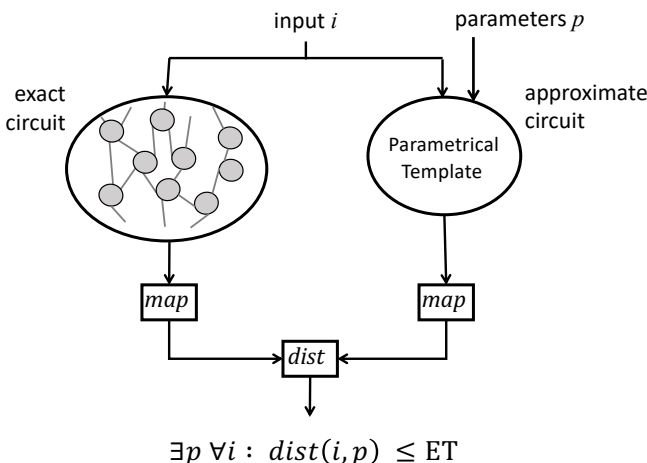 input i
parameters p
exact
circuit
approximate
circuit
Parametrical
Template
map
map
dist
∃p ∀i : dist(i, p) ≤ ET